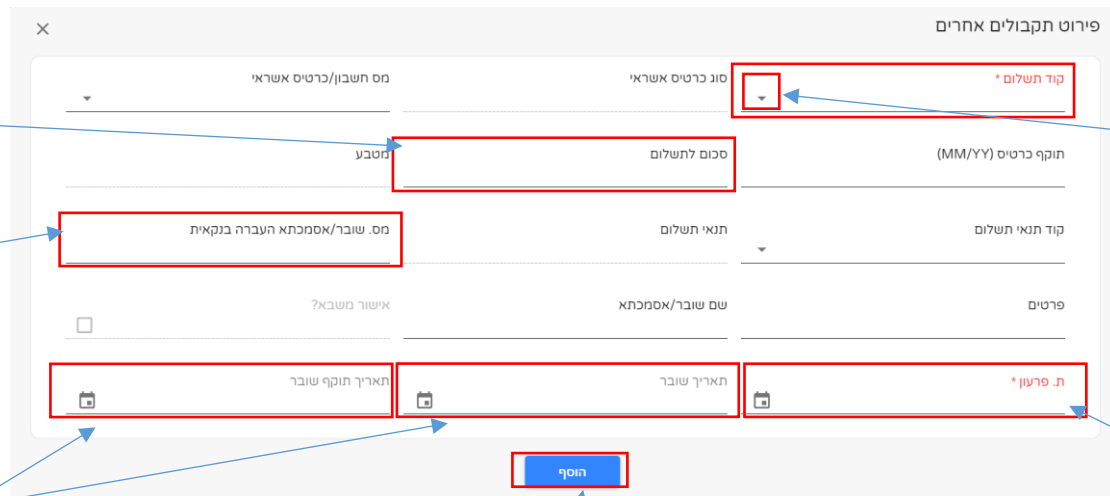 פירוט תקבולים אחרים
קוד תשלום *
סוג כרטיס אשראי
מס חשבון/כרטיס אשראי
תוקף כרטיס (MM/YY)
סכום לתשלום
מטבע
קוד תנאי תשלום
תנאי תשלום
מס. שובר/אסמכתא העברה בנקאית
פרטים
שם שובר/אסמכתא
אישור משבא?
ת. פרעון *
תאריך שובר
תאריך תוקף שובר
הוסף